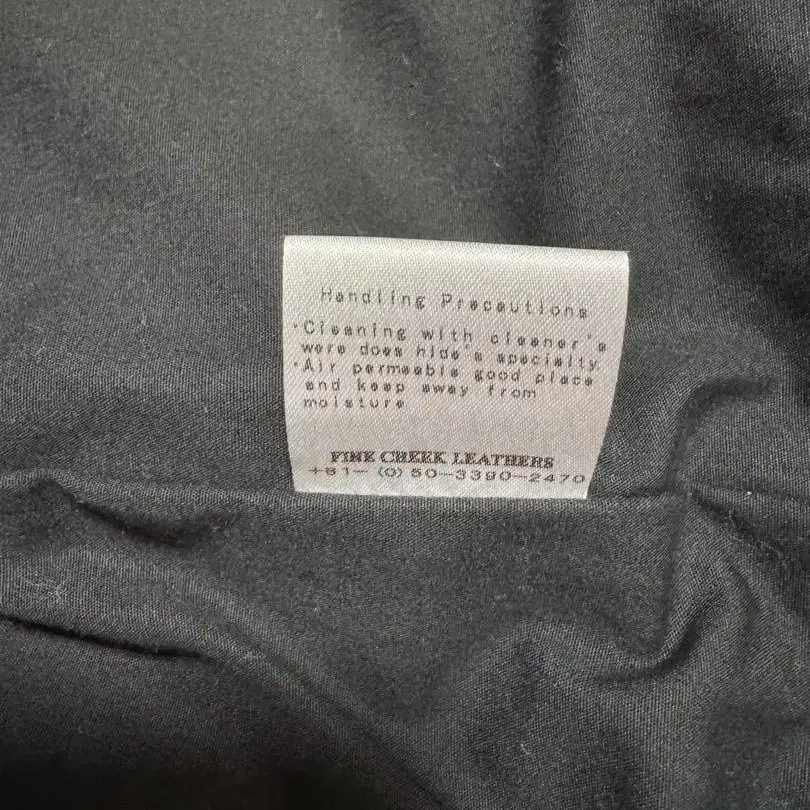 Handling Precautions
・Cleaning with cleaner's
were does hide's specialty.
・Air permeable good place
and keep away from
moisture
FINE CREEK LEATHERS
+81-(0)50-3390-2470